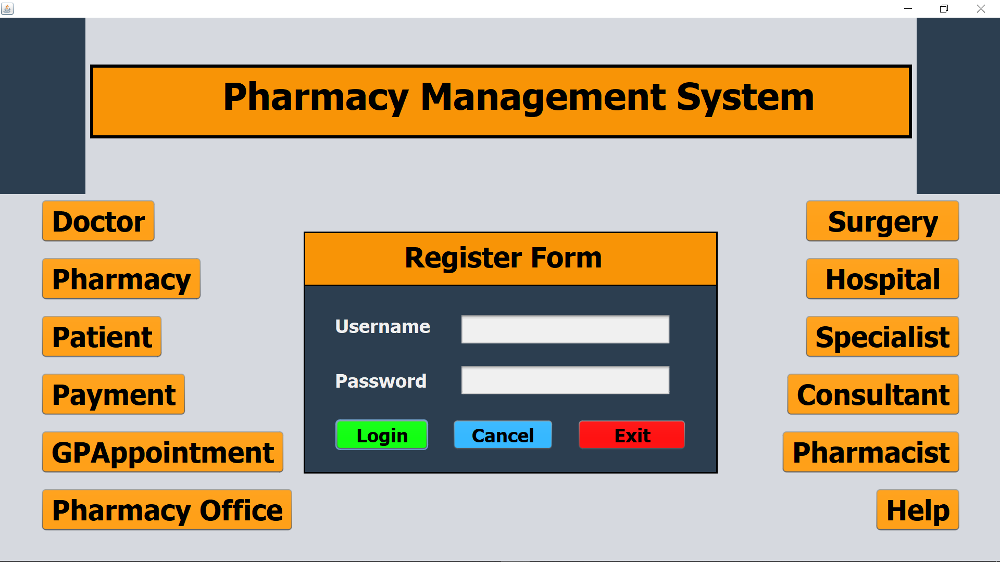 Pharmacy Management System
Doctor
Pharmacy
Patient
Payment
GPAppointment
Pharmacy Office
Register Form
Username
Password
Login
Cancel
Exit
Surgery
Hospital
Specialist
Consultant
Pharmacist
Help